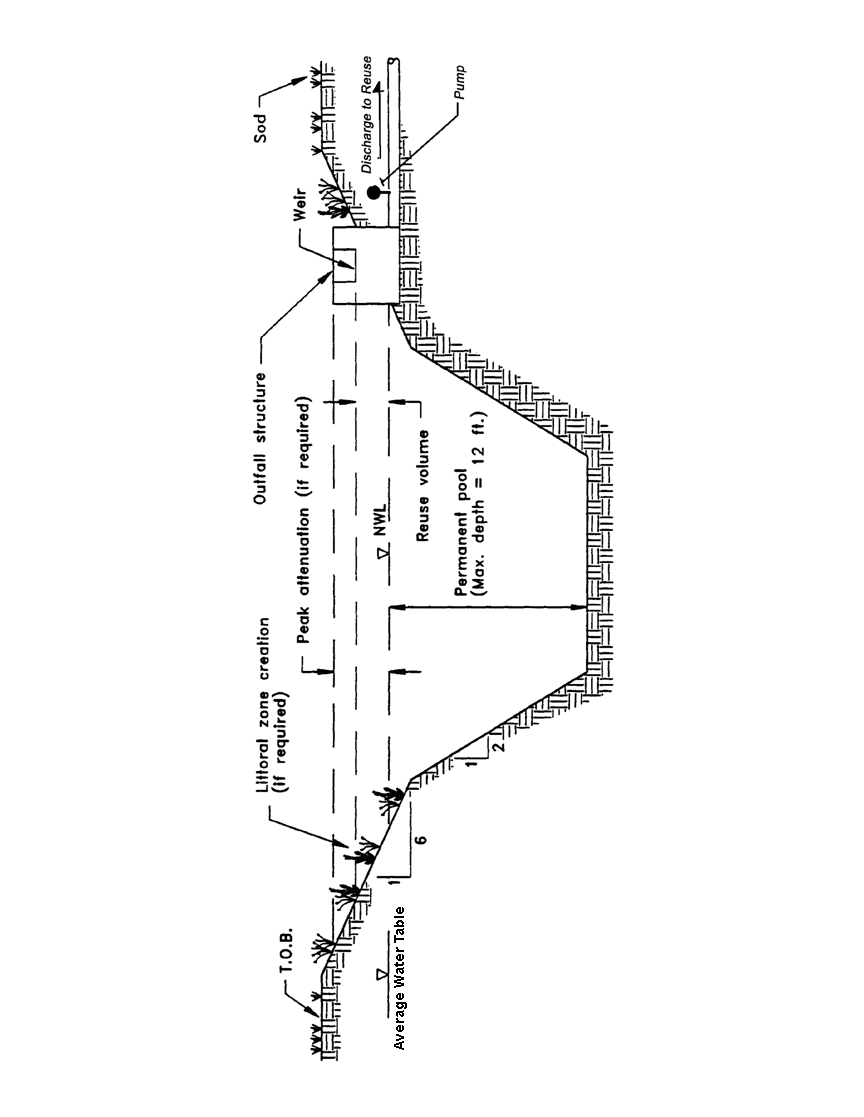 T.O.B.
Littoral zone creation
(if required)
Peak attenuation (if required)
Outfall structure
Weir
Sod
Discharge to Reuse
Pump
NWL
Reuse volume
Permanent pool
(Max. depth = 12 ft.)
Average Water Table
1
6
1
2